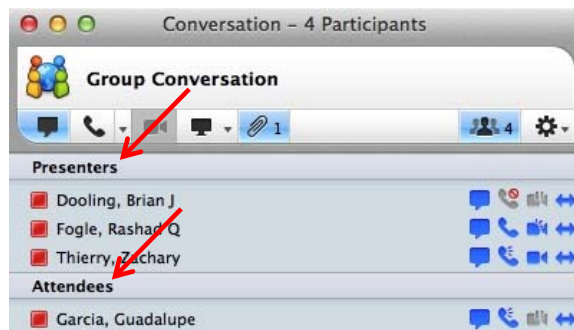 Conversation – 4 Participants
Group Conversation
1
4
Presenters
Dooling, Brian J
Fogle, Rashad Q
Thierry, Zachary
Attendees
Garcia, Guadalupe